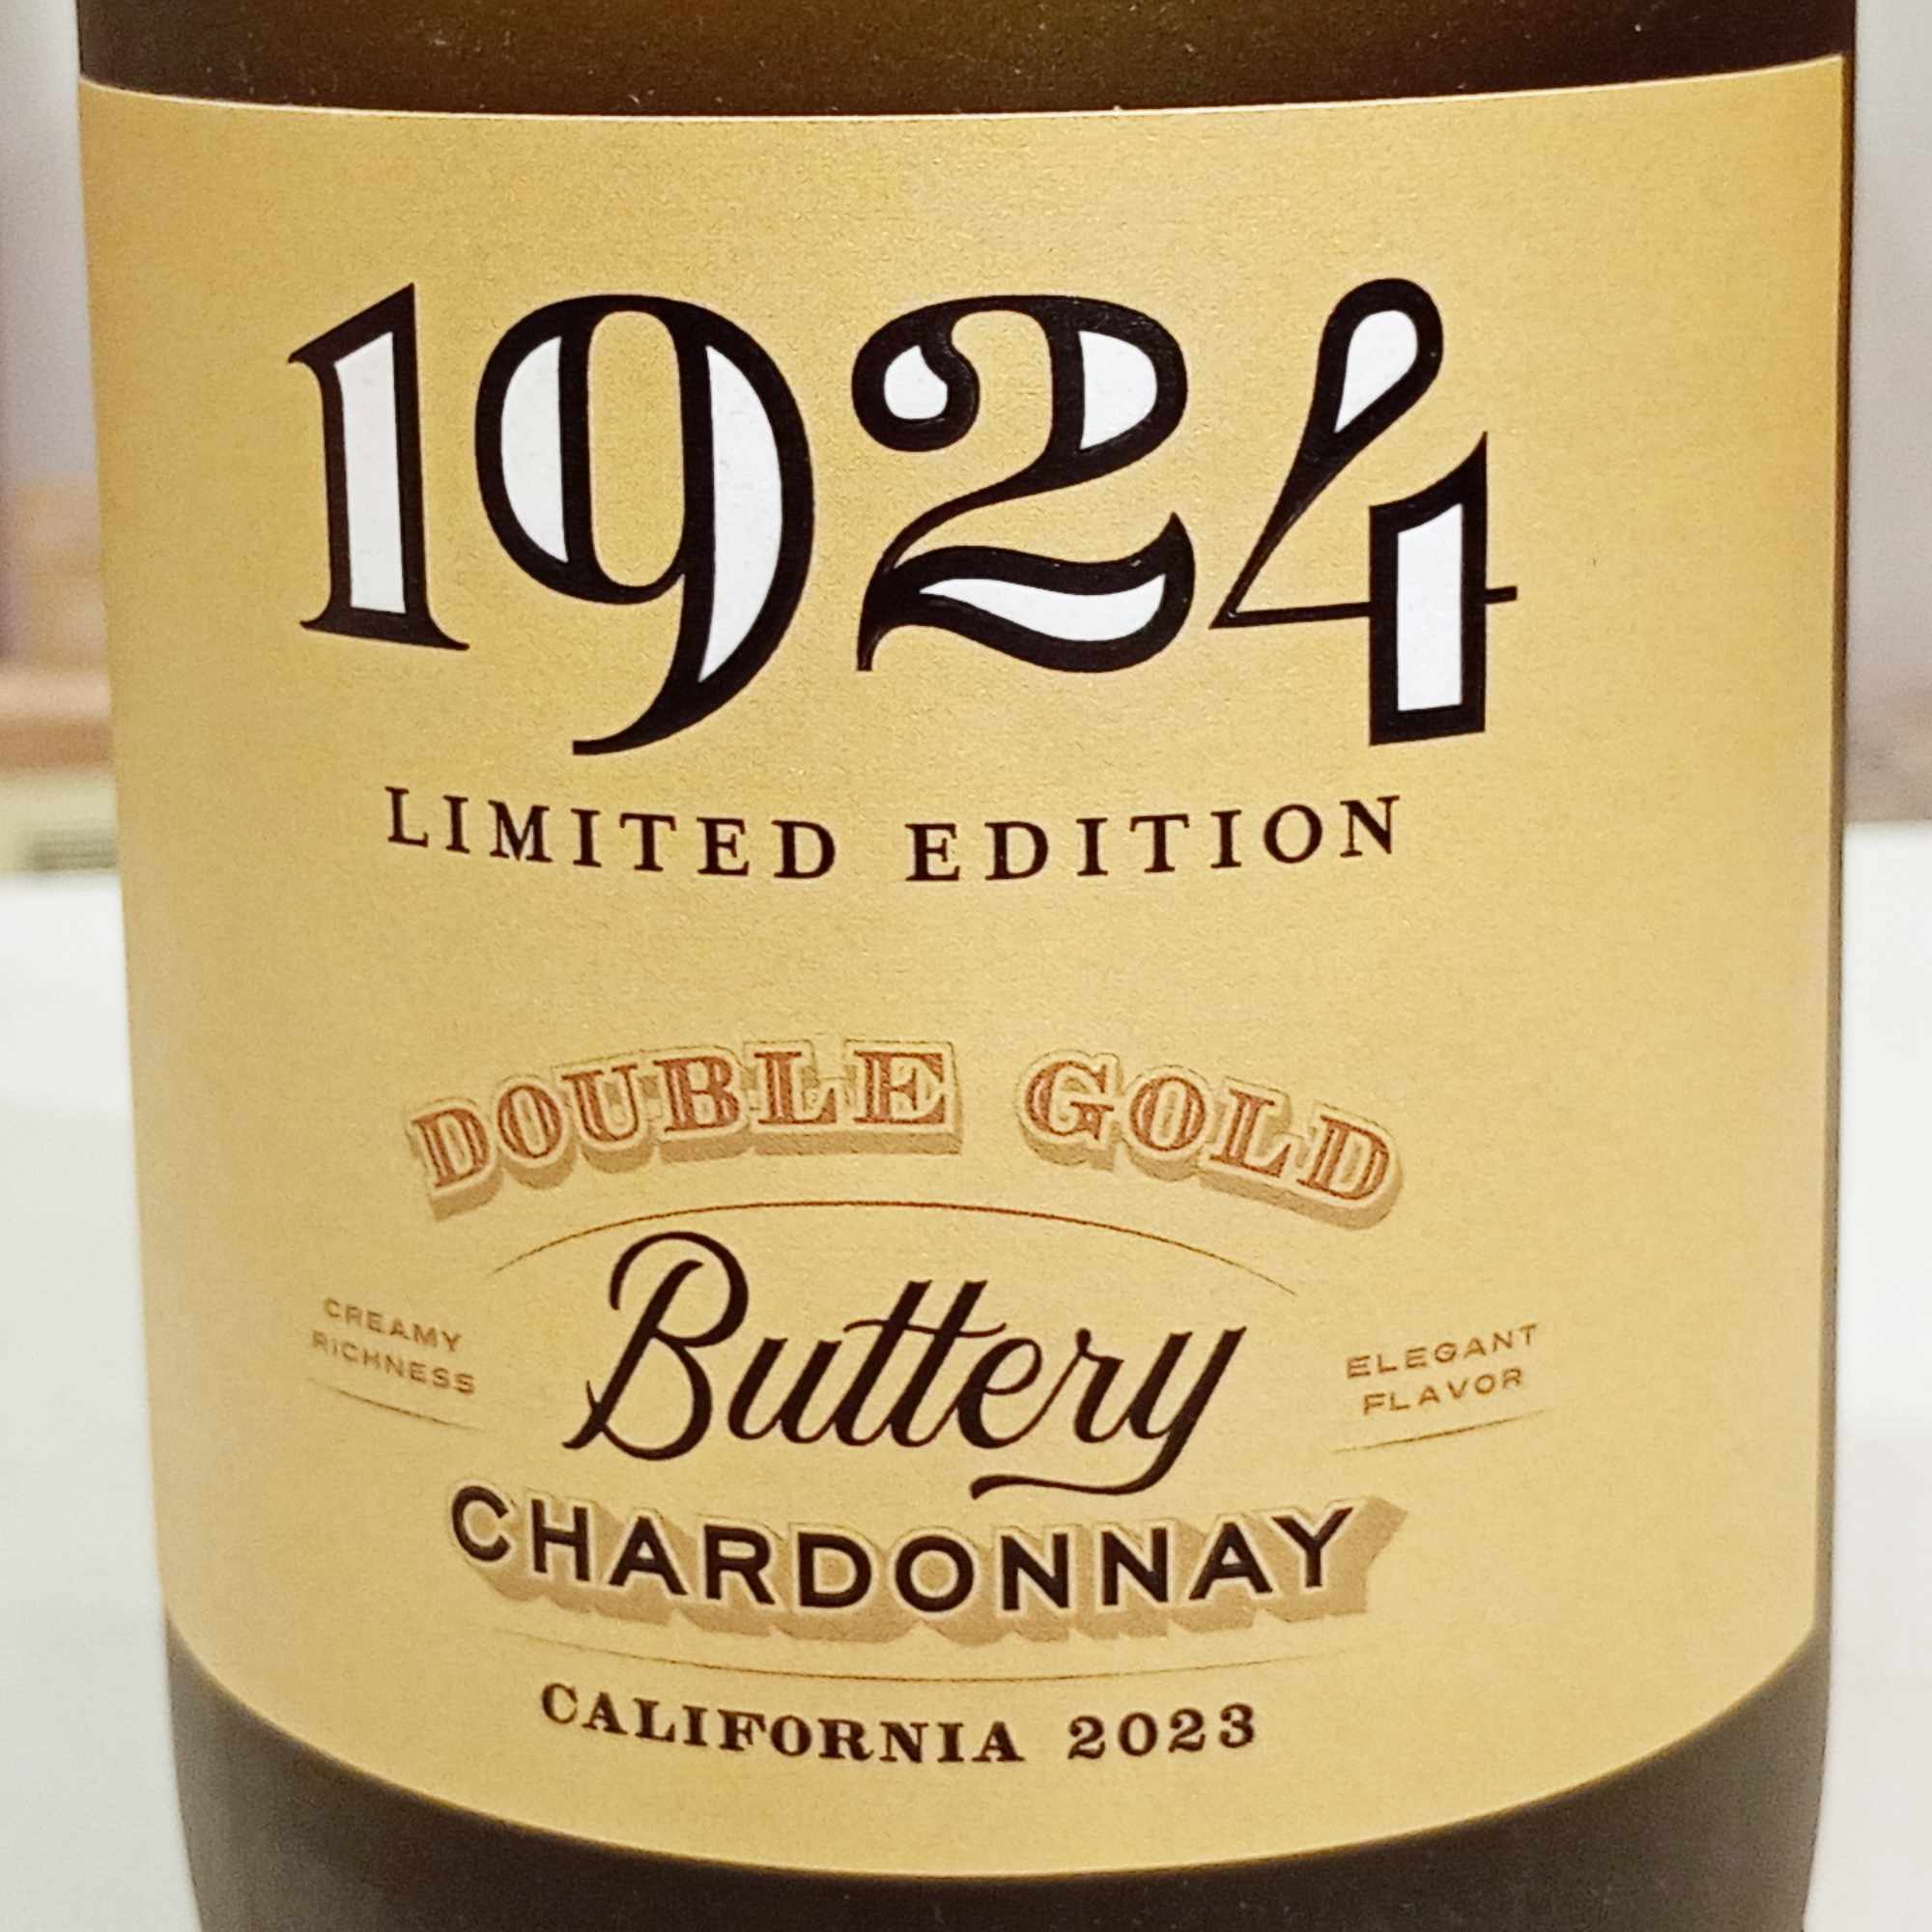 1924
LIMITED EDITION
DOUBLE GOLD
CREAMY
RICHNESS
Buttery
ELEGANT
FLAVOR
CHARDONNAY
CALIFORNIA 2023